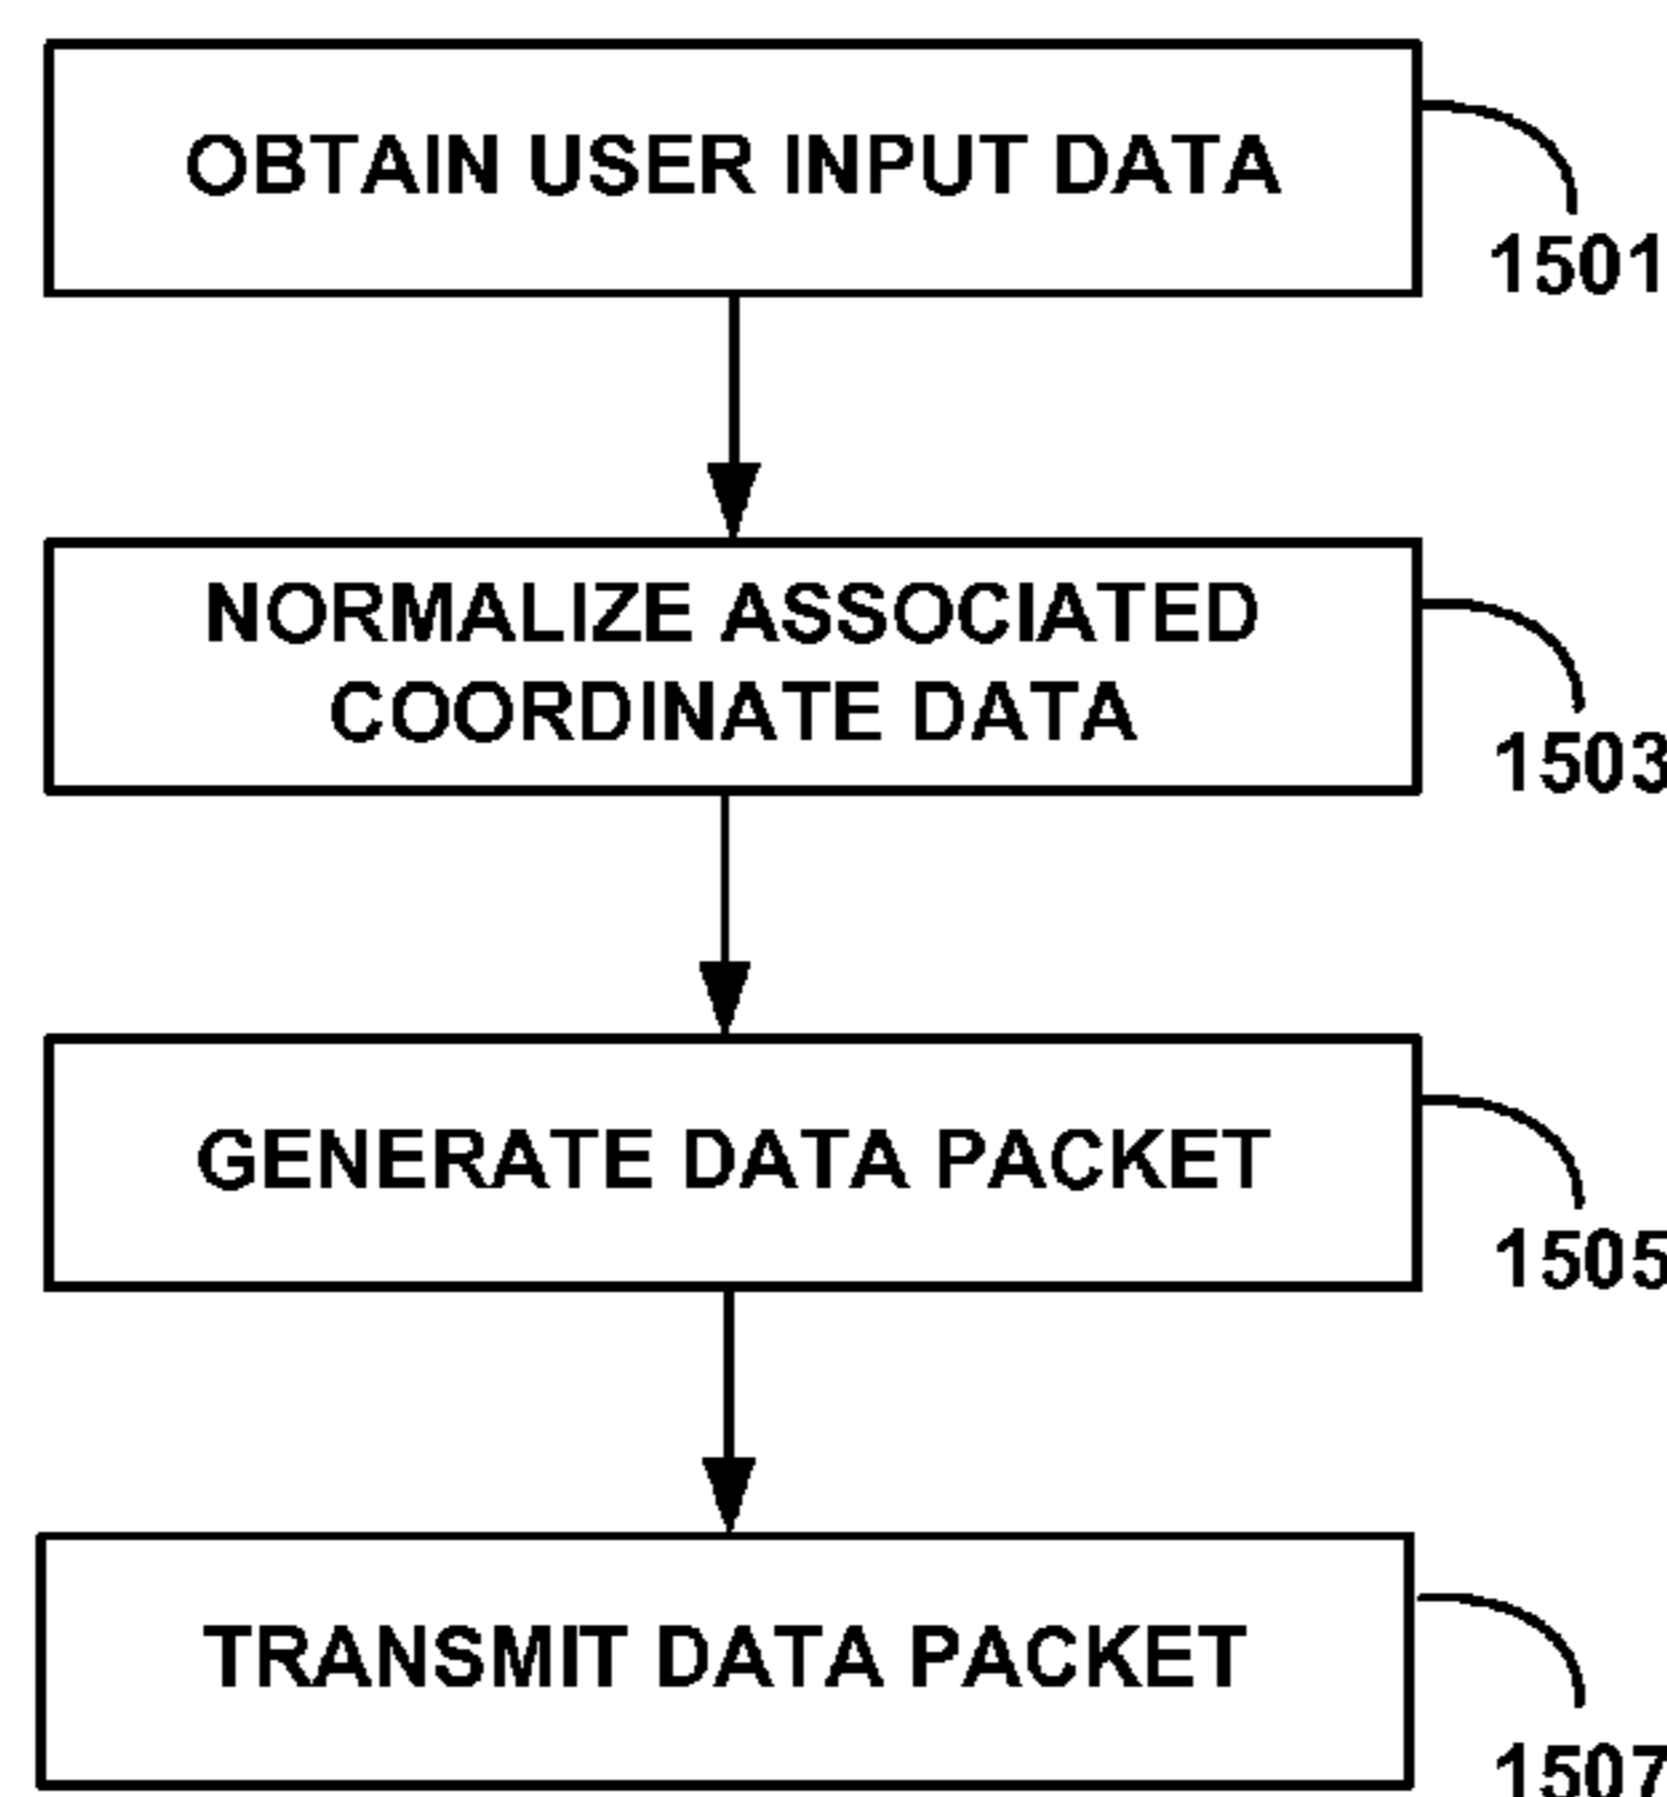 OBTAIN USER INPUT DATA
1501
NORMALIZE ASSOCIATED
COORDINATE DATA
1503
GENERATE DATA PACKET
1505
TRANSMIT DATA PACKET
1507